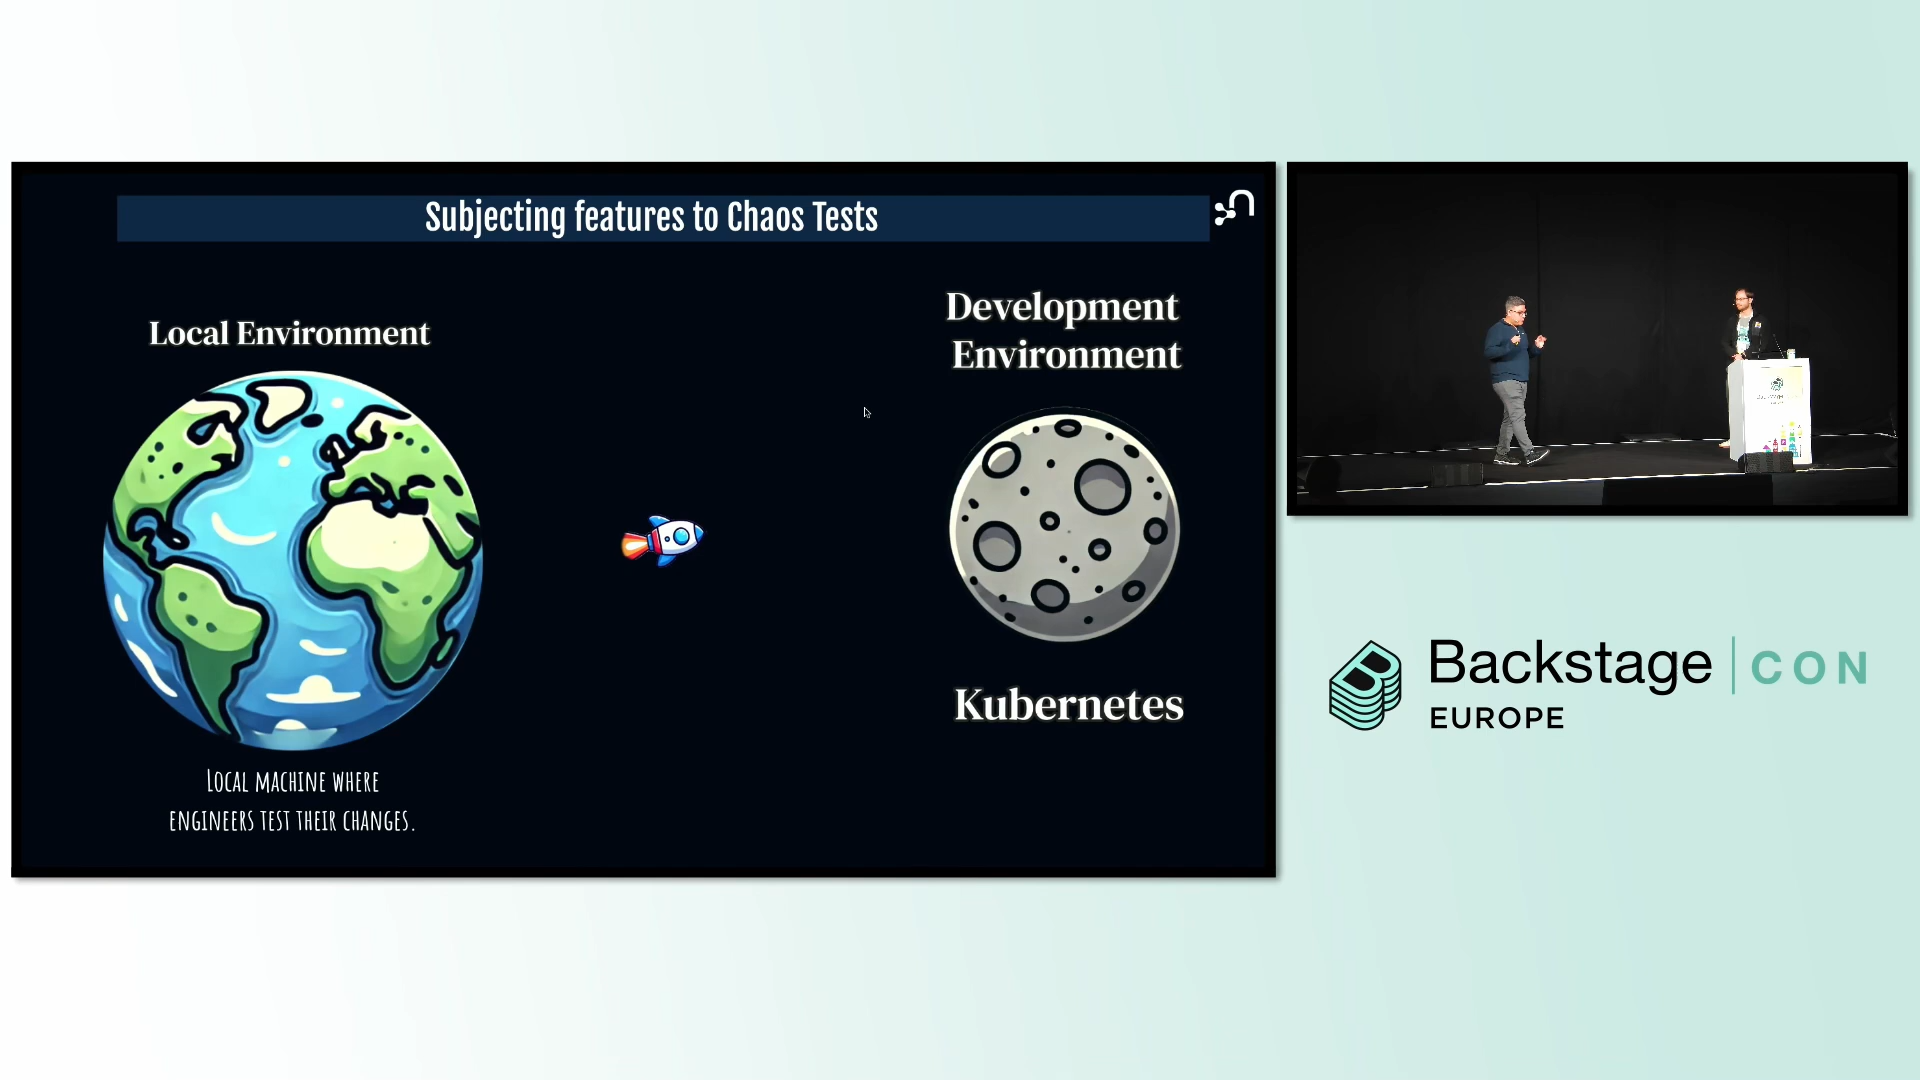 Subjecting features to Chaos Tests
Local Environment
Development
Environment
Kubernetes
Local machine where
engineers test their changes.
Backstage CON
EUROPE